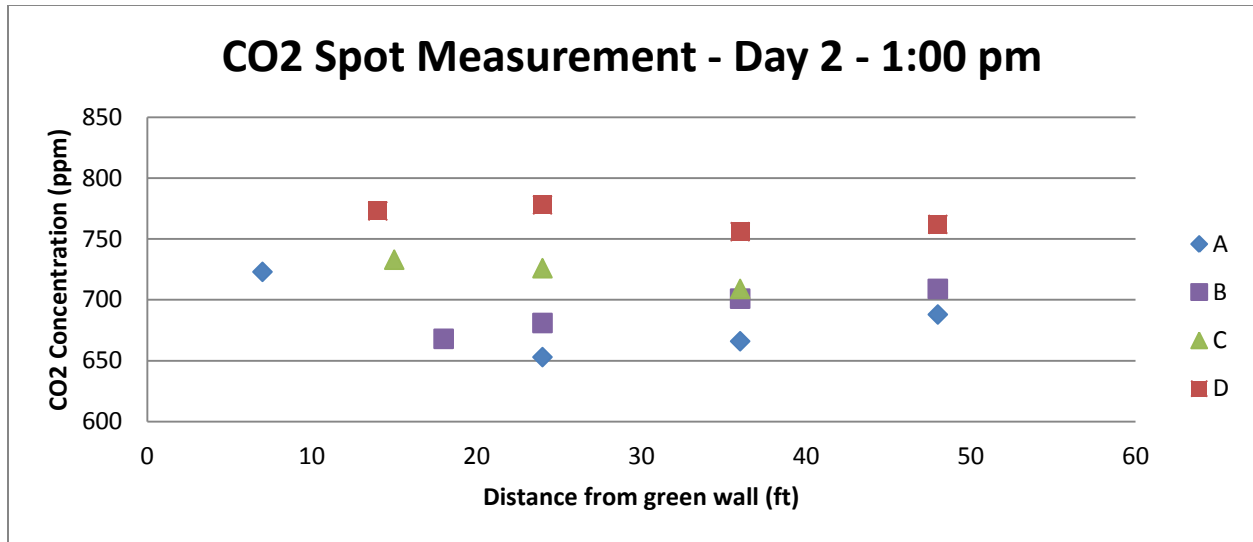 CO2 Spot Measurement - Day 2 - 1:00 pm
CO2 Concentration (ppm)
850
800
750
700
650
600
0 10 20 30 40 50 60
Distance from green wall (ft)
A
B
C
D